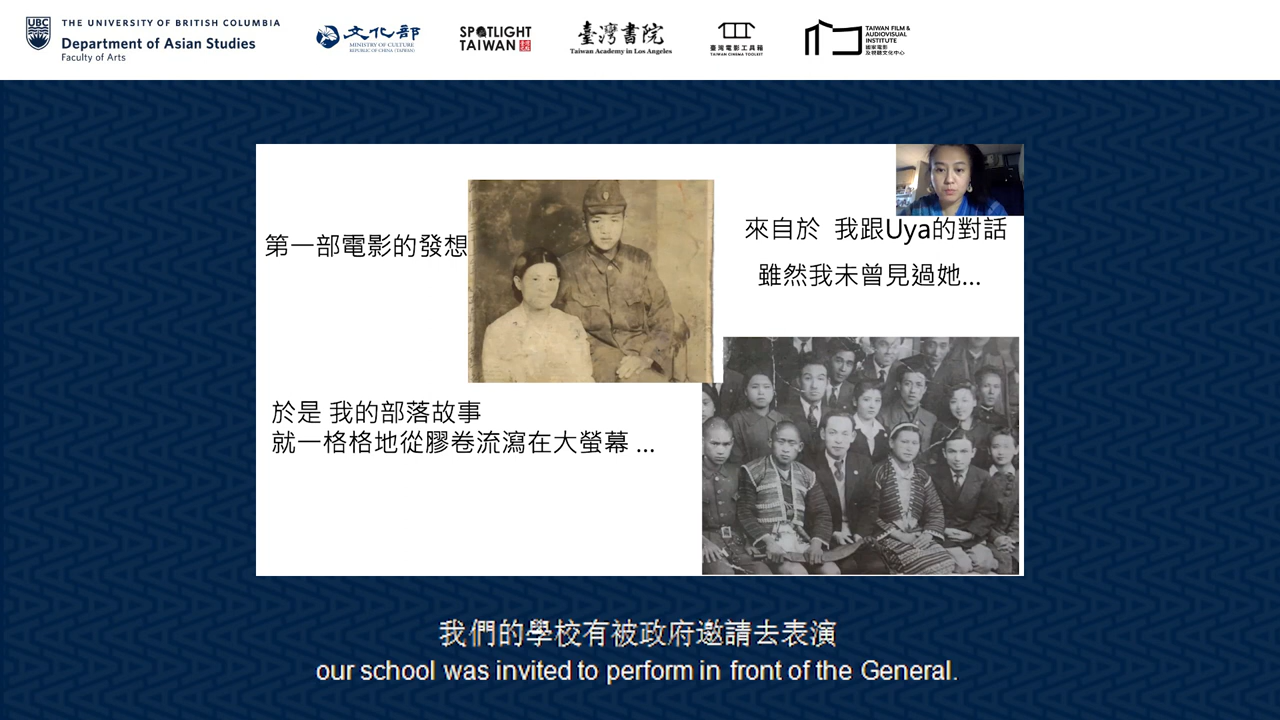 UBC
THE UNIVERSITY OF BRITISH COLUMBIA
Department of Asian Studies
Faculty of Arts
文化部
MINISTRY OF CULTURE
REPUBLIC OF CHINA (TAIWAN)
SPOTLIGHT
TAIWAN
臺灣書院
Taiwan Academy in Los Angeles
臺灣電影工具箱
TAIWAN CINEMA TOOLKIT
TAIWAN FILM &
AUDIOVISUAL
INSTITUTE
國家電影
及視聽文化中心
第一部電影的發想
來自於 我跟Uya的對話
雖然我未曾見過她...
於是 我的部落故事
就一格格地從膠卷流瀉在大螢幕 ...
我們的學校有被政府邀請去表演
our school was invited to perform in front of the General.